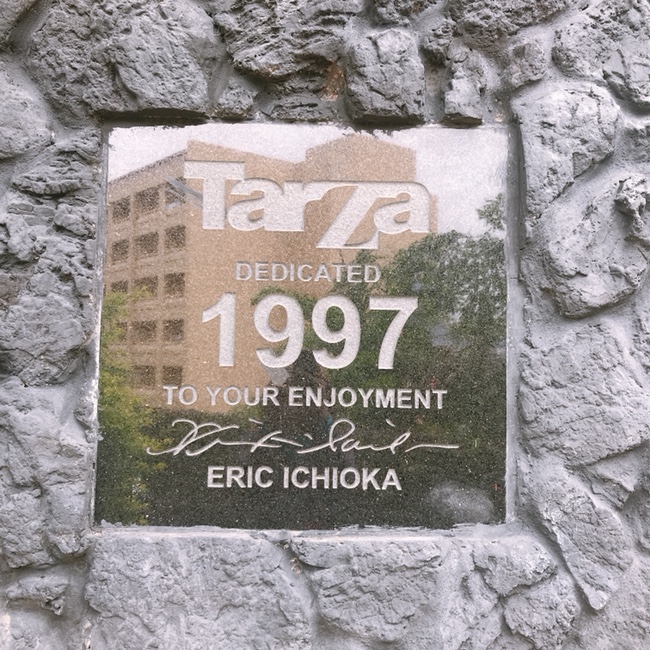 Tarza
DEDICATED
1997
TO YOUR ENJOYMENT
ERIC ICHIOKA